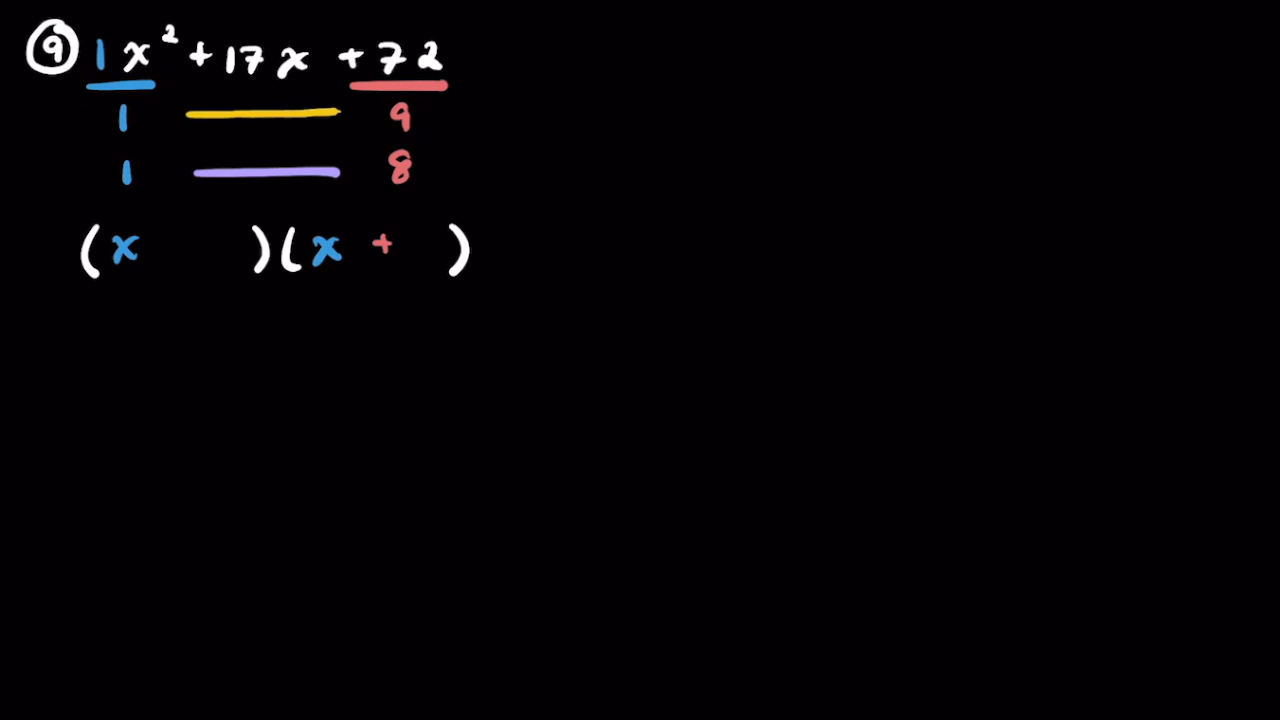 ⑨ 1x² + 17x + 72
1 9
1 8
(x )(x + )